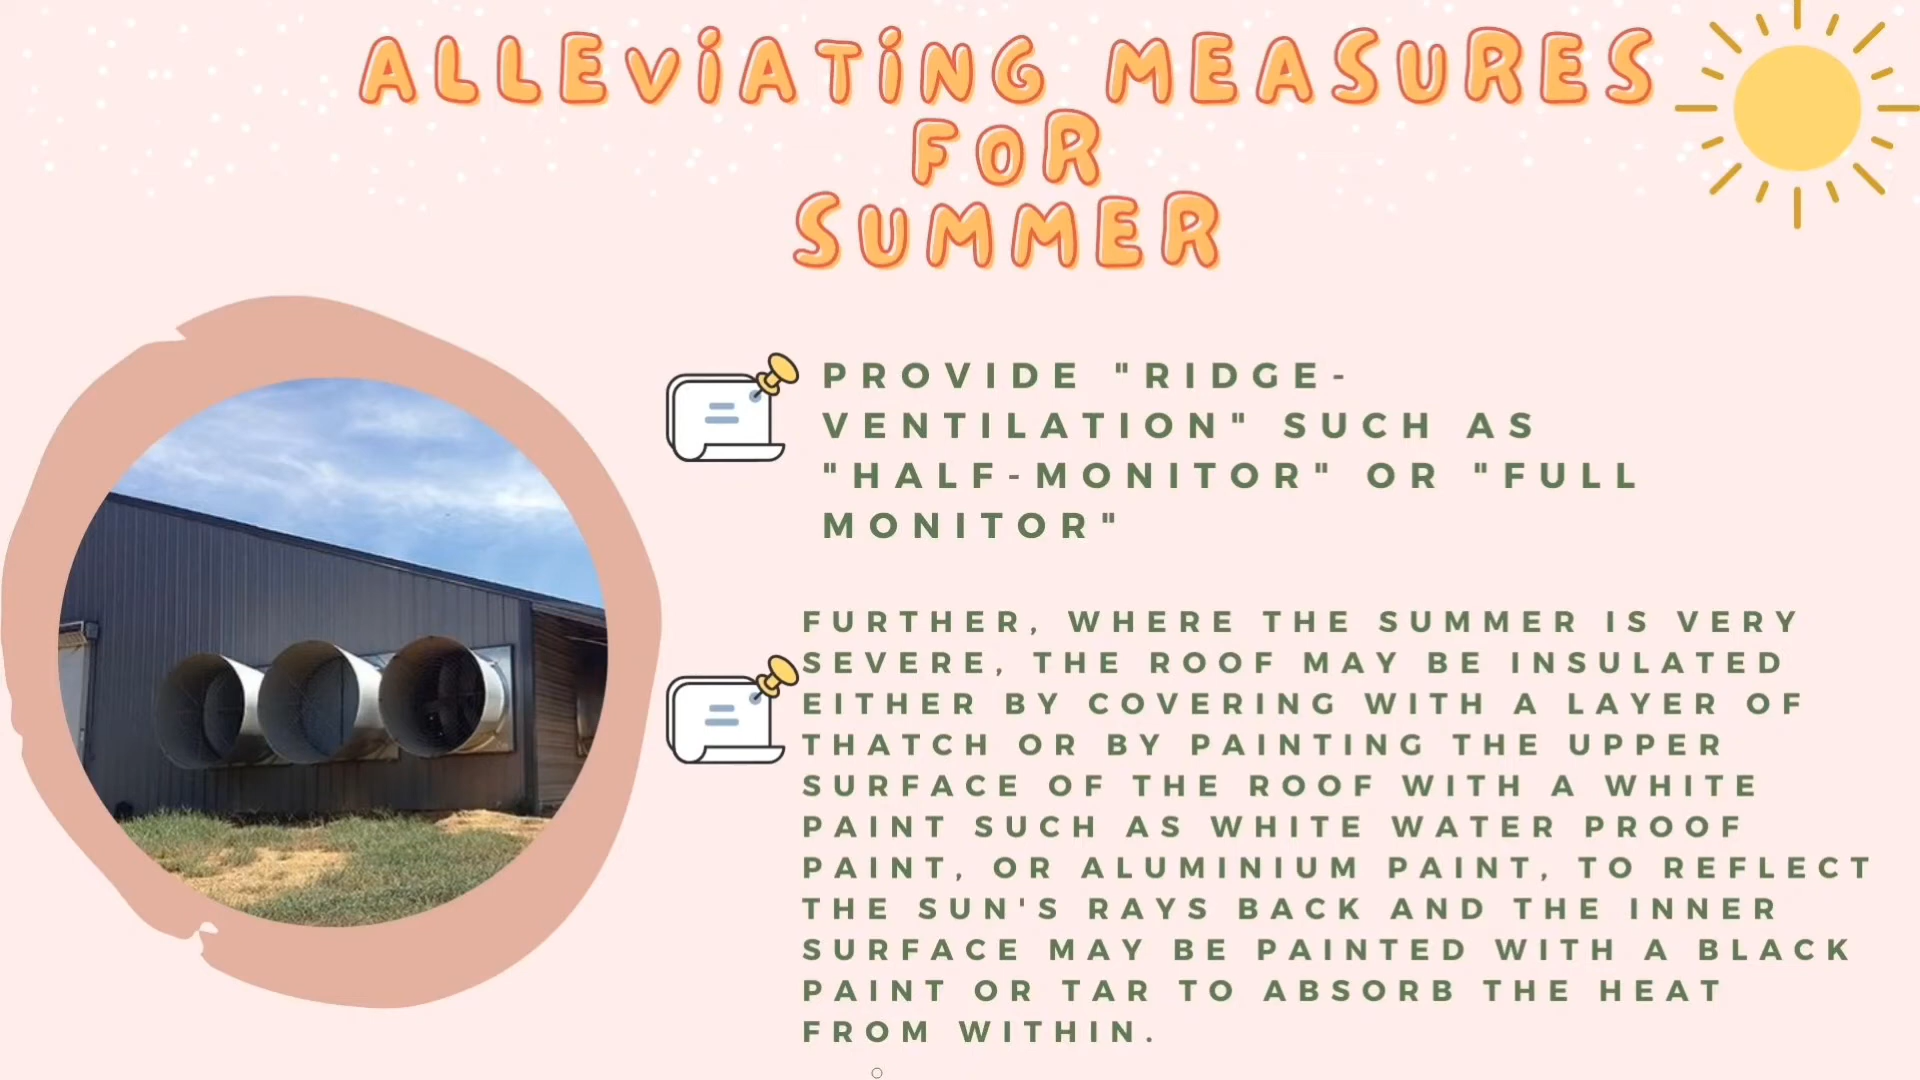 ALLEViATiNG MEASURES
FOR
SUMMER
PROVIDE "RIDGE-
VENTILATION" SUCH AS
"HALF-MONITOR" OR "FULL
MONITOR"
FURTHER, WHERE THE SUMMER IS VERY
SEVERE, THE ROOF MAY BE INSULATED
EITHER BY COVERING WITH A LAYER OF
THATCH OR BY PAINTING THE UPPER
SURFACE OF THE ROOF WITH A WHITE
PAINT SUCH AS WHITE WATER PROOF
PAINT, OR ALUMINIUM PAINT, TO REFLECT
THE SUN'S RAYS BACK AND THE INNER
SURFACE MAY BE PAINTED WITH A BLACK
PAINT OR TAR TO ABSORB THE HEAT
FROM WITHIN.